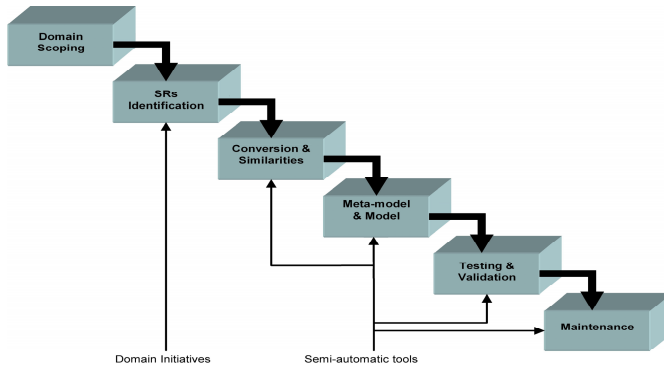 Domain
Scoping
SRs
Identification
Conversion &
Similarities
Meta-model
& Model
Testing &
Validation
Maintenance
Domain Initiatives
Semi-automatic tools